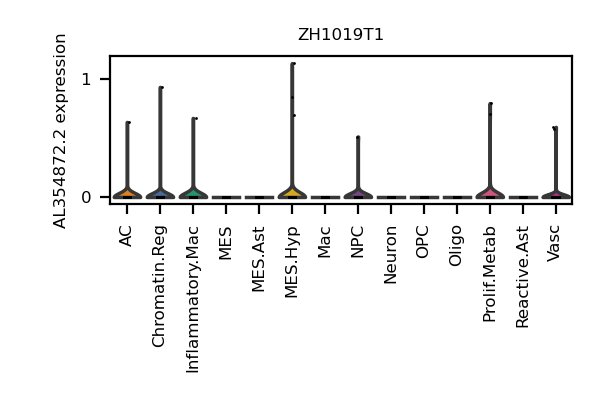 ZH1019T1
AL354872.2 expression
1
0
AC
Chromatin.Reg
Inflammatory.Mac
MES
MES.Ast
MES.Hyp
Mac
NPC
Neuron
OPC
Oligo
Prolif.Metab
Reactive.Ast
Vasc